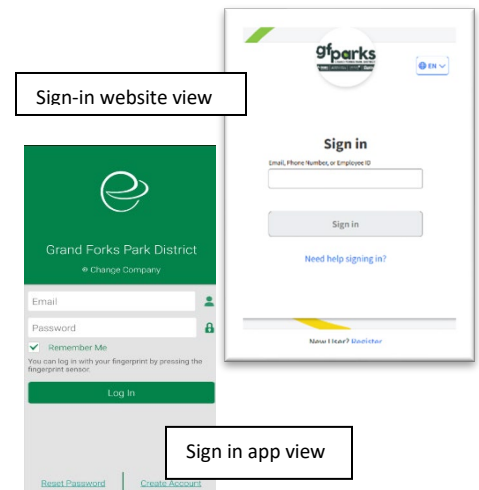 gfparks
EN
Sign-in website view
Sign in
Email, Phone Number, or Employee ID
Sign in
Need help signing in?
New User? Register
Grand Forks Park District
Change Company
Email
Password
Remember Me
You can log in with your fingerprint by pressing the
fingerprint sensor.
Log In
Sign in app view
Reset Password
Create Account